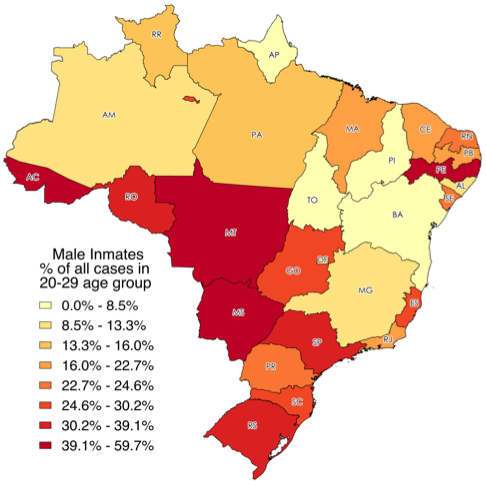 RR
AP
AM
PA
MA
CE
RN
PB
PI
PE
AC
AL
RO
TO
SE
BA
MT
DF
GO
MG
MS
ES
SP
RJ
PR
SC
RS
Male Inmates
% of all cases in
20-29 age group
0.0% - 8.5%
8.5% - 13.3%
13.3% - 16.0%
16.0% - 22.7%
22.7% - 24.6%
24.6% - 30.2%
30.2% - 39.1%
39.1% - 59.7%